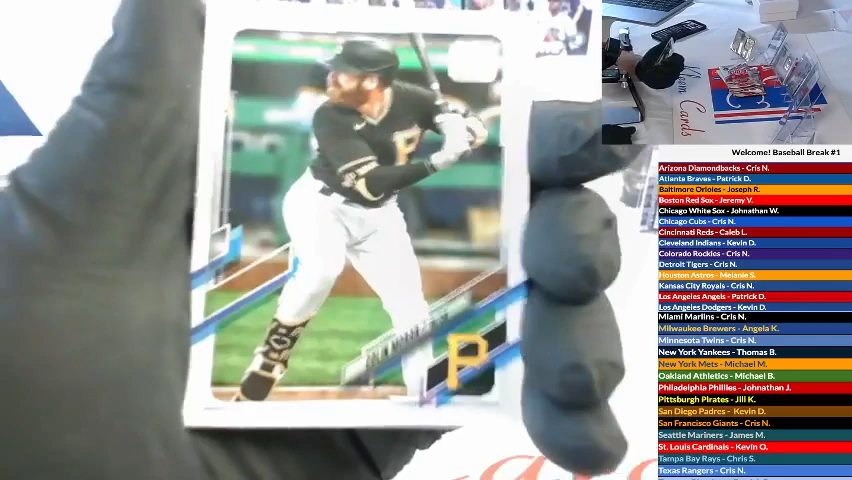 P
P
Cards
Welcome! Baseball Break #1
Arizona Diamondbacks - Cris N.
Atlanta Braves - Patrick D.
Baltimore Orioles - Joseph R.
Boston Red Sox - Jeremy V.
Chicago White Sox - Johnathan W.
Chicago Cubs - Cris N.
Cincinnati Reds - Caleb L.
Cleveland Indians - Kevin D.
Colorado Rockies - Cris N.
Detroit Tigers - Cris N.
Houston Astros - Melanie S.
Kansas City Royals - Cris N.
Los Angeles Angels - Patrick D.
Los Angeles Dodgers - Kevin D.
Miami Marlins - Cris N.
Milwaukee Brewers - Angela K.
Minnesota Twins - Cris N.
New York Yankees - Thomas B.
New York Mets - Michael M.
Oakland Athletics - Michael B.
Philadelphia Phillies - Johnathan J.
Pittsburgh Pirates - Jill K.
San Diego Padres - Kevin D.
San Francisco Giants - Cris N.
Seattle Mariners - James M.
St. Louis Cardinals - Kevin O.
Tampa Bay Rays - Chris S.
Texas Rangers - Cris N.